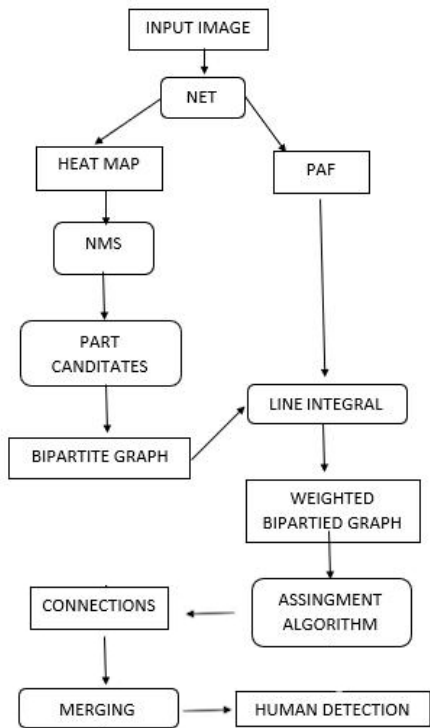 INPUT IMAGE
NET
HEAT MAP
PAF
NMS
PART
CANDITATES
LINE INTEGRAL
BIPARTITE GRAPH
WEIGHTED
BIPARTIED GRAPH
CONNECTIONS
ASSINGMENT
ALGORITHM
MERGING
HUMAN DETECTION